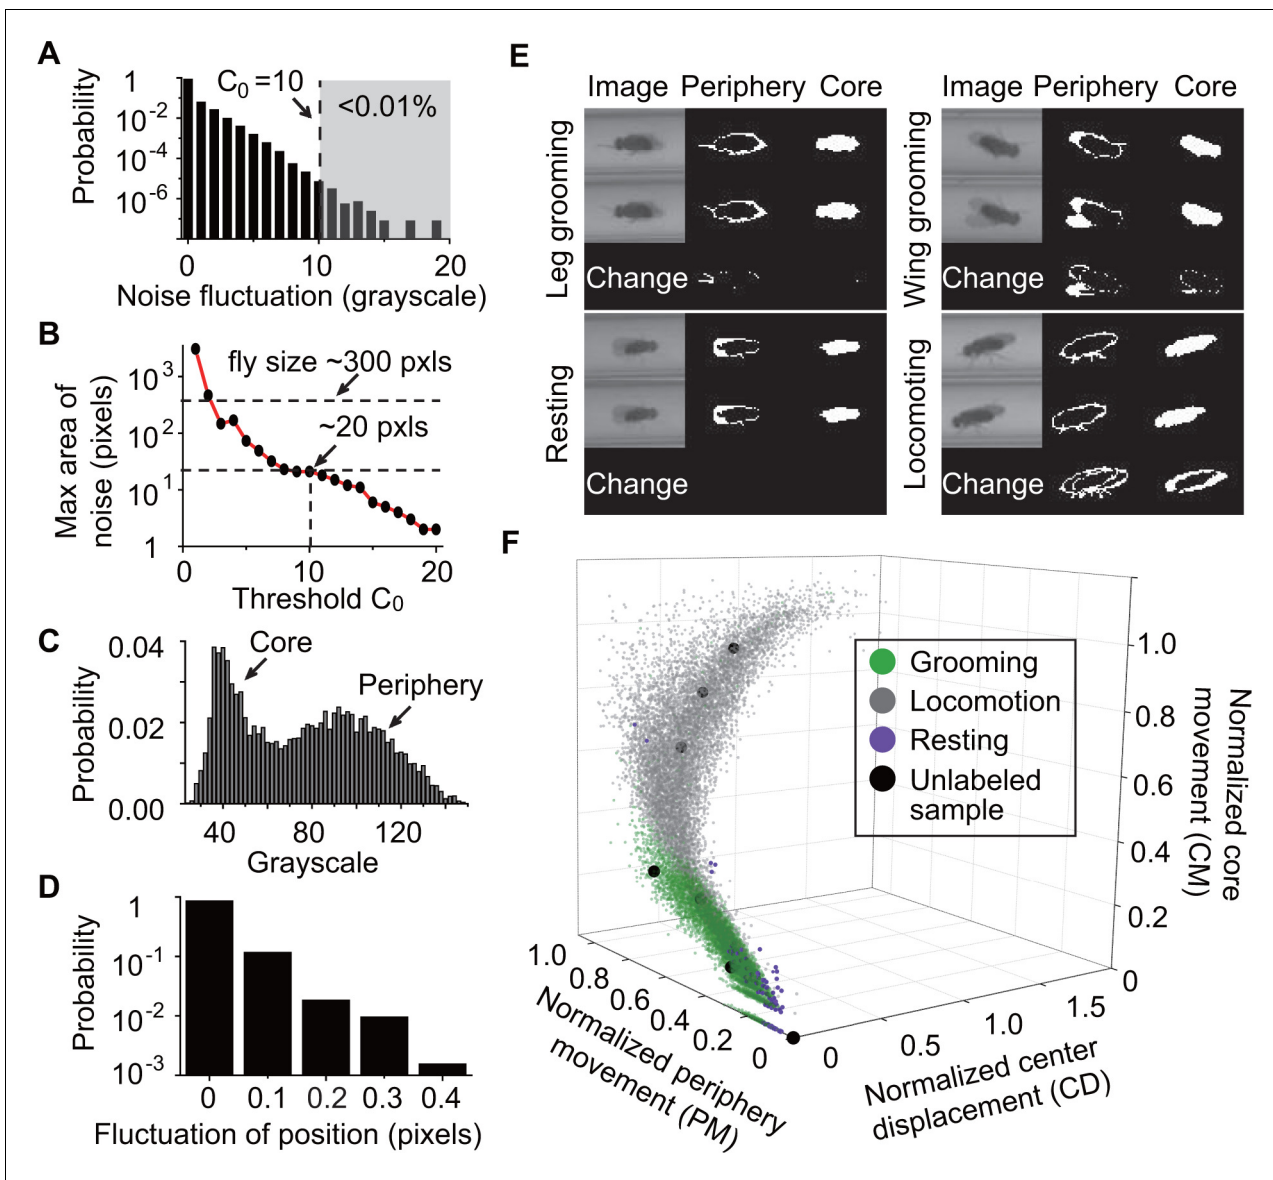 A
Probability
1
10-2
10-4
10-6
C0 =10
<0.01%
0
10
20
Noise fluctuation (grayscale)
B
Max area of
noise (pixels)
103
102
101
1
fly size ~300 pxls
~20 pxls
0
10
20
Threshold C0
C
Probability
0.04
0.02
0.00
Core
Periphery
40
80
120
Grayscale
D
Probability
1
10-1
10-2
10-3
0
0.1
0.2
0.3
0.4
Fluctuation of position (pixels)
E
Image Periphery Core
Leg grooming
Change
Image Periphery Core
Wing grooming
Change
Resting
Change
Locomoting
Change
F
Grooming
Locomotion
Resting
Unlabeled
sample
1.0
0.8
0.6
0.4
0.2
0
Normalized core
movement (CM)
1.0
0.8
0.6
0.4
0.2
0
Normalized periphery
movement (PM)
0
0.5
1.0
1.5
Normalized center
displacement (CD)